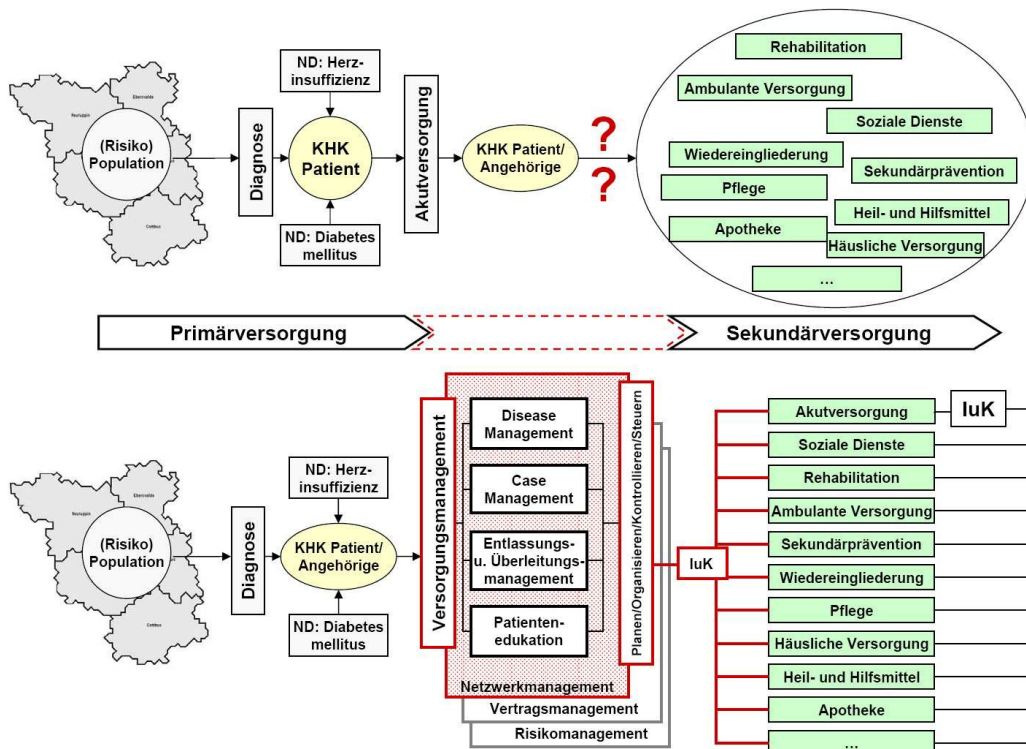 ND: Herz-
insuffizienz
(Risiko)
Population
Diagnose
KHK
Patient
ND: Diabetes
mellitus
Akutversorgung
KHK Patient/
Angehörige
?
?
Rehabilitation
Ambulante Versorgung
Soziale Dienste
Wiedereingliederung
Sekundärprävention
Pflege
Heil- und Hilfsmittel
Apotheke
Häusliche Versorgung
...
Primärversorgung
Sekundärversorgung
(Risiko)
Population
Diagnose
ND: Herz-
insuffizienz
KHK Patient/
Angehörige
ND: Diabetes
mellitus
Versorgungsmanagement
Disease
Management
Case
Management
Entlassungs-
u. Überleitungs-
management
Patienten-
edukation
Netzwerkmanagement
Vertragsmanagement
Risikomanagement
Planen/Organisieren/Kontrollieren/Steuern
IuK
Akutversorgung
IuK
Soziale Dienste
Rehabilitation
Ambulante Versorgung
Sekundärprävention
Wiedereingliederung
Pflege
Häusliche Versorgung
Heil- und Hilfsmittel
Apotheke
...